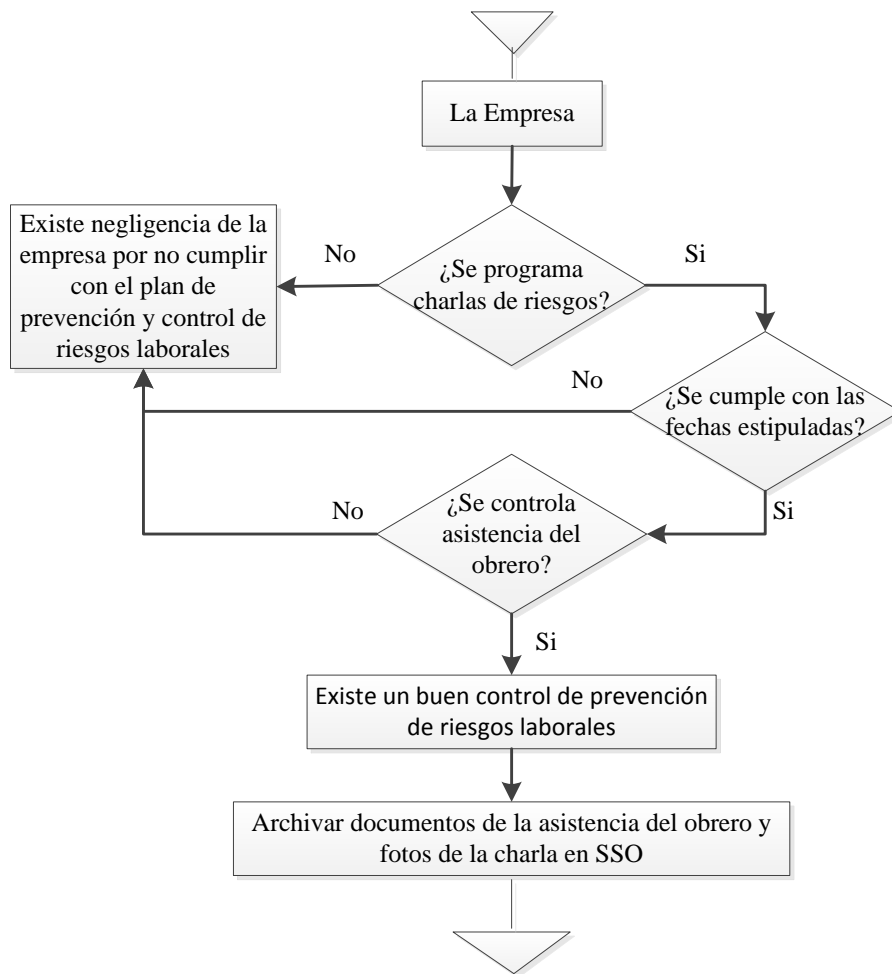 La Empresa
Existe negligencia de la
empresa por no cumplir
con el plan de
prevención y control de
riesgos laborales
No
¿Se programa
charlas de riesgos?
Si
No
¿Se cumple con las
fechas estipuladas?
No
¿Se controla
asistencia del
obrero?
Si
Si
Existe un buen control de prevención
de riesgos laborales
Archivar documentos de la asistencia del obrero y
fotos de la charla en SSO